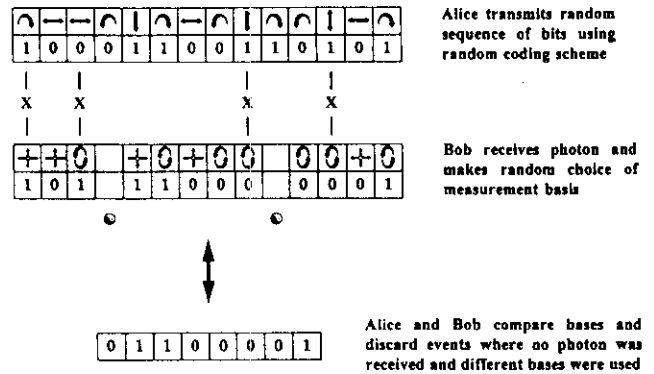 Alice transmits random
sequence of bits using
random coding scheme
1 0 0 0 1 1 0 0 1 1 0 1 0 1
X X X X
Bob receives photon and
makes random choice of
measurement basis
1 0 1 1 1 0 0 0 0 0 0 1
Alice and Bob compare bases and
discard events where no photon was
received and different bases were used
0 1 1 0 0 0 0 1